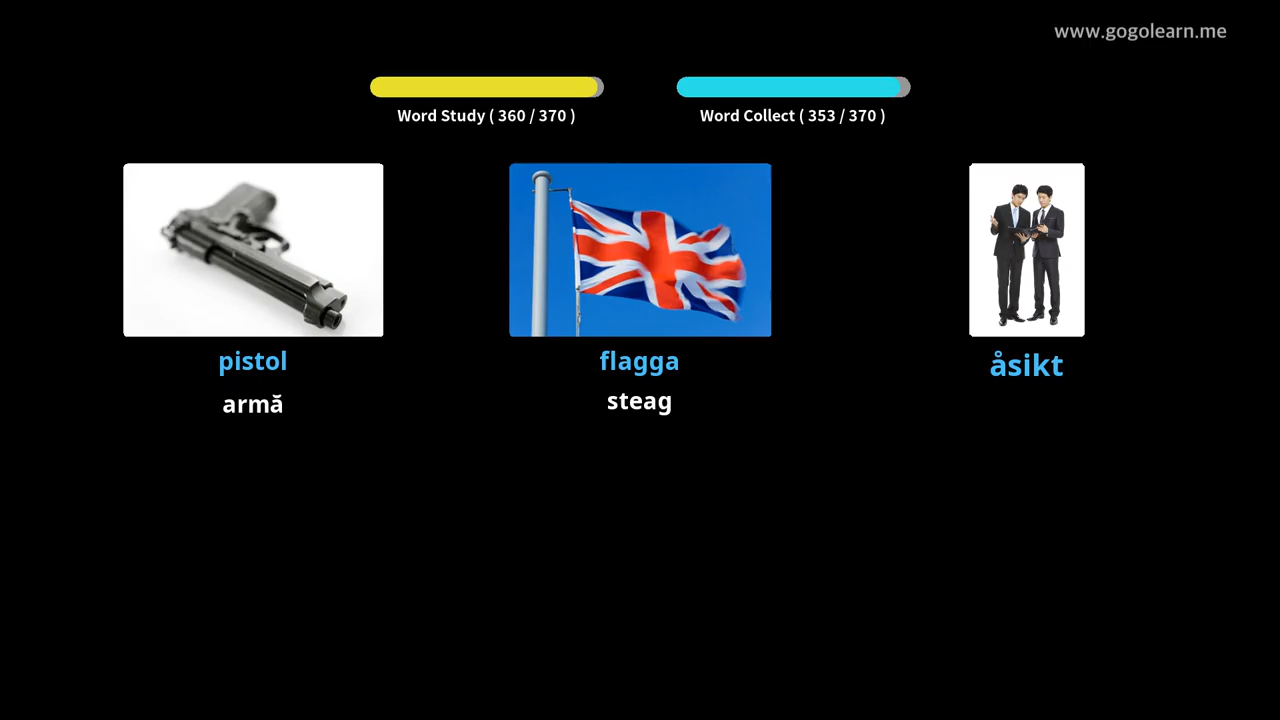 www.gogolearn.me
Word Study ( 360 / 370 )
Word Collect ( 353 / 370 )
pistol
flagga
åsikt
armă
steag